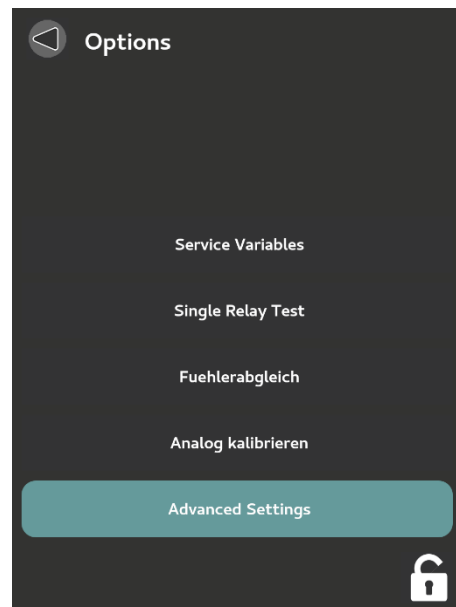 Options
Service Variables
Single Relay Test
Fuehlerabgleich
Analog kalibrieren
Advanced Settings